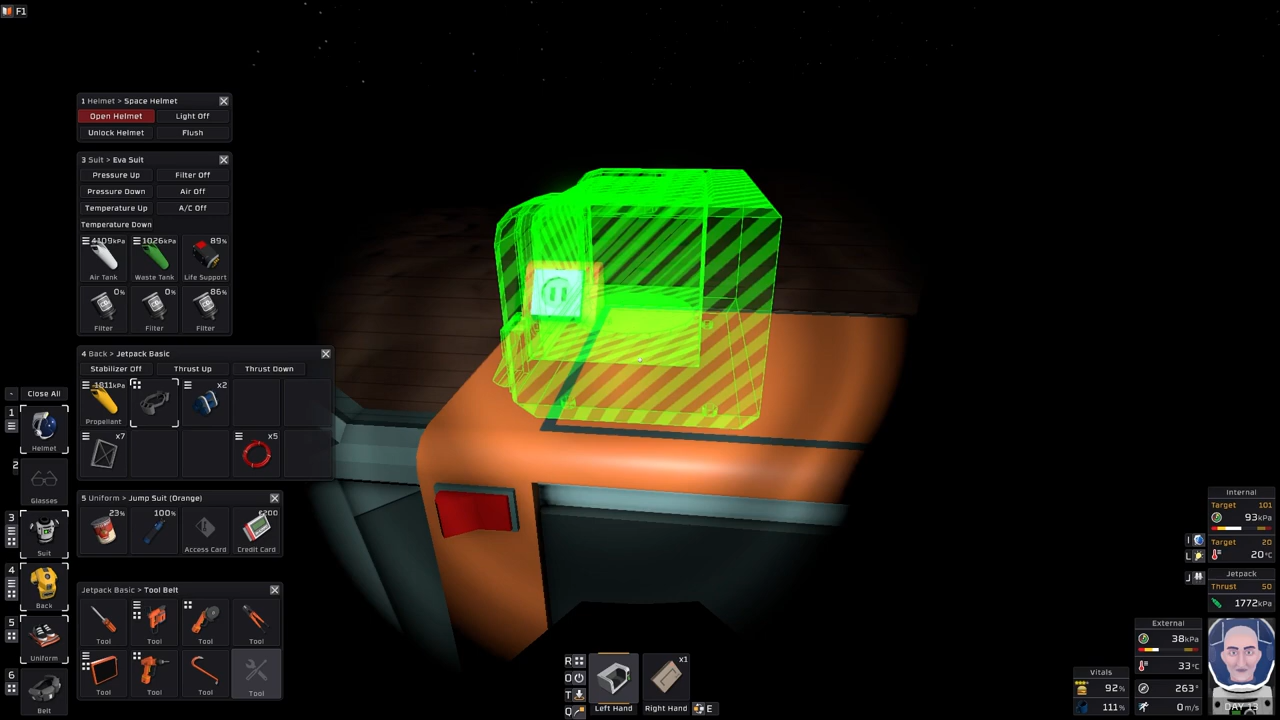 F1
1 Helmet > Space Helmet
Open Helmet Light Off
Unlock Helmet Flush
3 Suit > Eva Suit
Pressure Up Filter Off
Pressure Down Air Off
Temperature Up A/C Off
Temperature Down
4109kPa 1026kPa 89%
Air Tank Waste Tank Life Support
0% 0% 86%
Filter Filter Filter
4 Back > Jetpack Basic
Stabilizer Off Thrust Up Thrust Down
1811kPa x2
Propellant
x7 x5
- Close All
1 Helmet
2 Glasses
3 Suit
4 Back
5 Uniform
6 Belt
5 Uniform > Jump Suit (Orange)
23% 100% £200
Access Card Credit Card
Jetpack Basic > Tool Belt
Tool Tool Tool Tool
Tool Tool Tool Tool
R
O
T
Q
x1
Left Hand Right Hand E
Internal
Target 101
93kPa
Target 20
20°C
I
L
J
Jetpack
Thrust 50
1772kPa
External
38kPa
33°C
263°
0m/s
Vitals
92%
111%
DAY 13